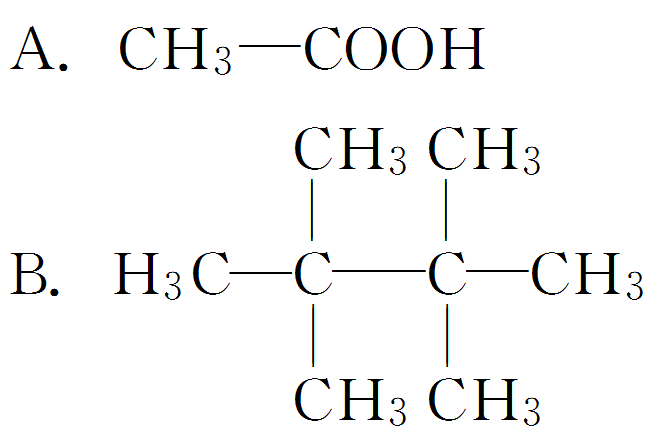 A. CH₃—COOH
CH₃ CH₃
B. H₃C—C—C—CH₃
CH₃ CH₃